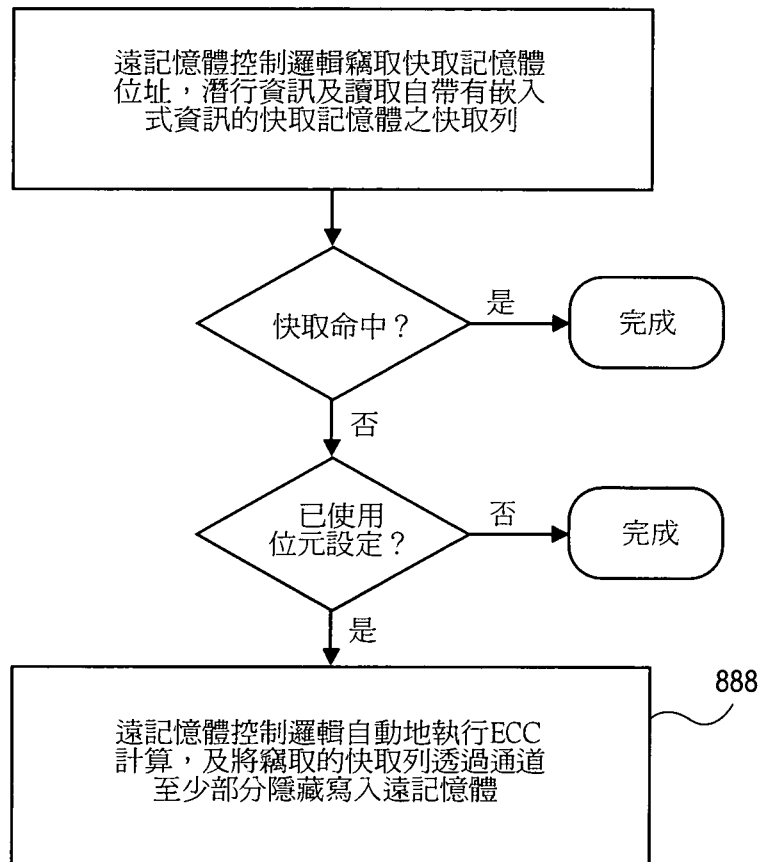 遠記憶體控制邏輯竊取快取記憶體
位址，潛行資訊及讀取自帶有嵌入
式資訊的快取記憶體之快取列
快取命中？
是
完成
否
已使用
位元設定？
否
完成
是
888
遠記憶體控制邏輯自動地執行ECC
計算，及將竊取的快取列透過通道
至少部分隱藏寫入遠記憶體